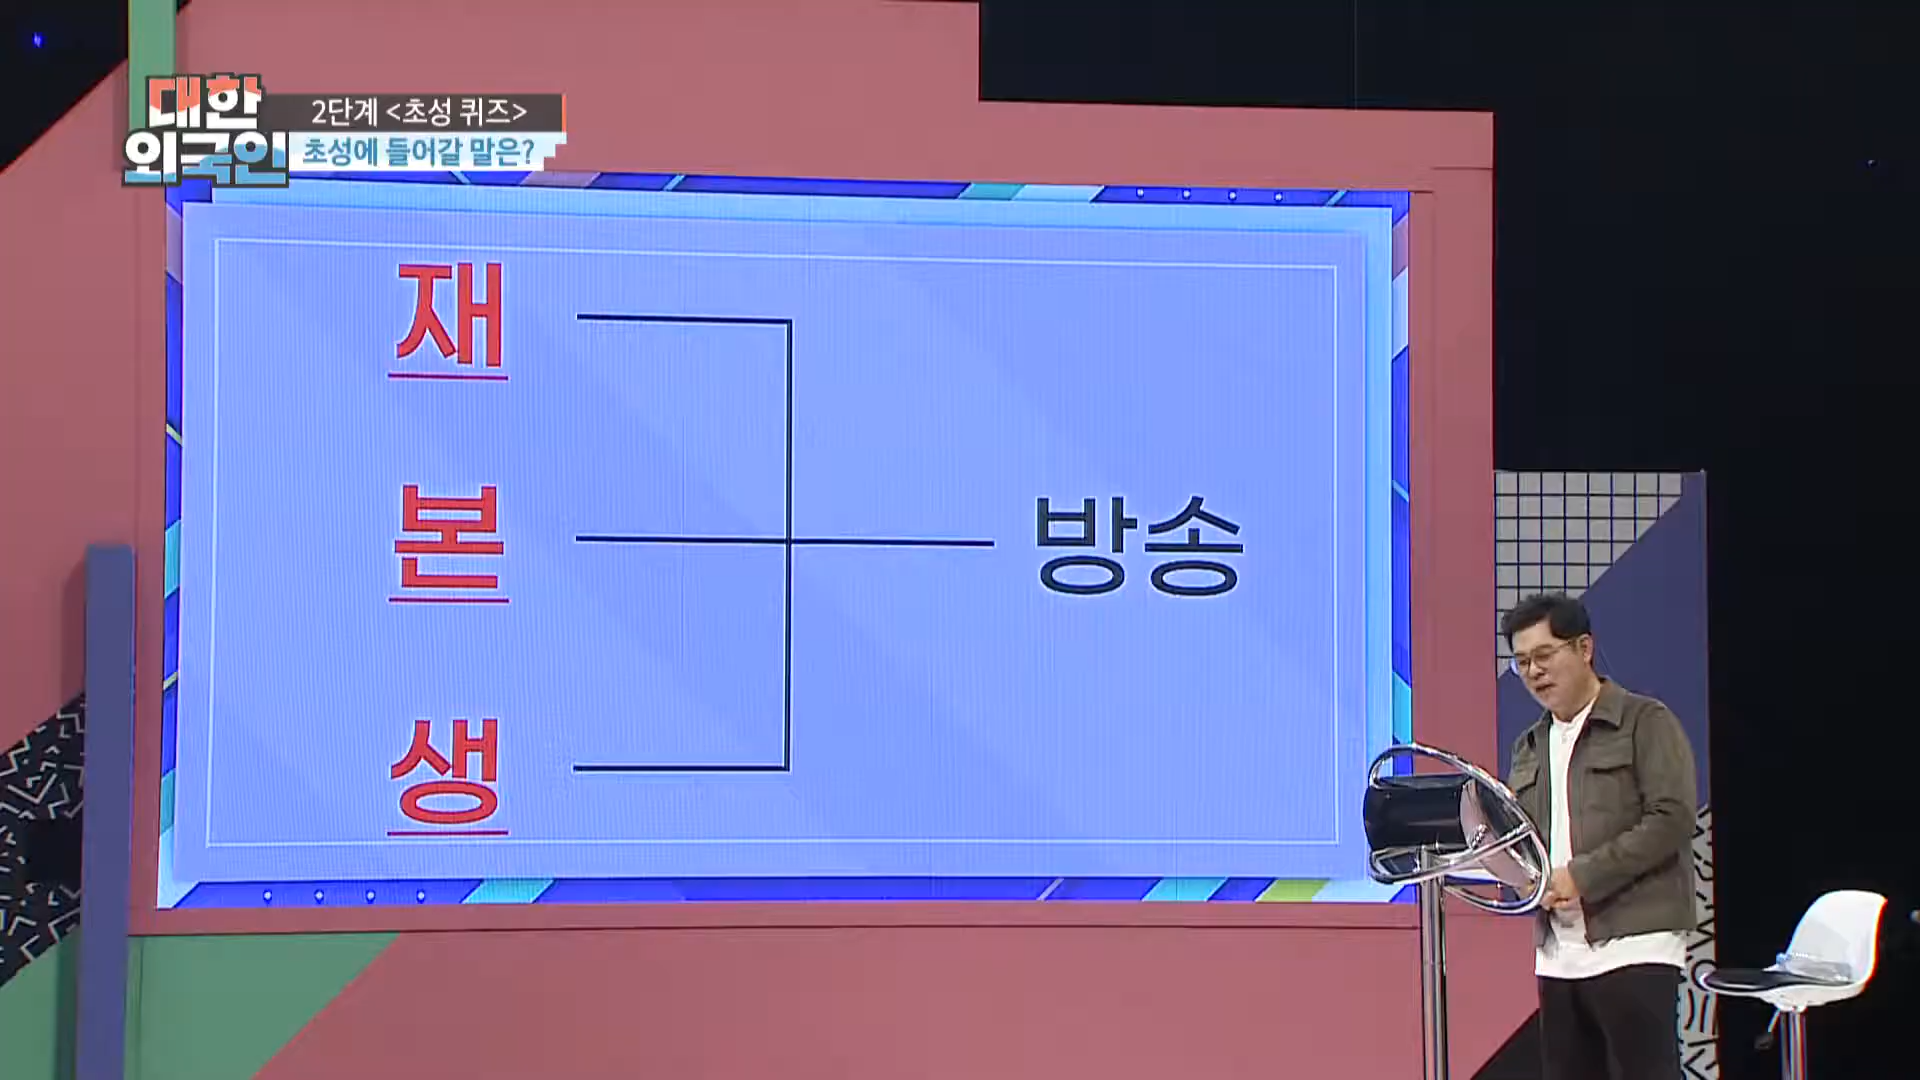 대한
외국인
2단계 <초성 퀴즈>
초성에 들어갈 말은?
재
본
생
방송